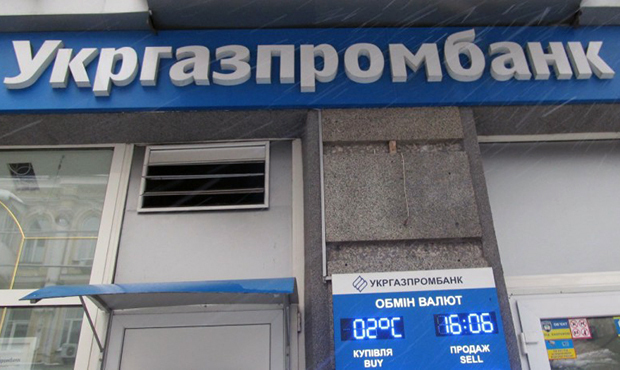 Укргазпромбанк
УКРГАЗПРОМБАНК
ОБМІН ВАЛЮТ
-02°C 16:06
КУПІВЛЯ ПРОДАЖ
BUY SELL